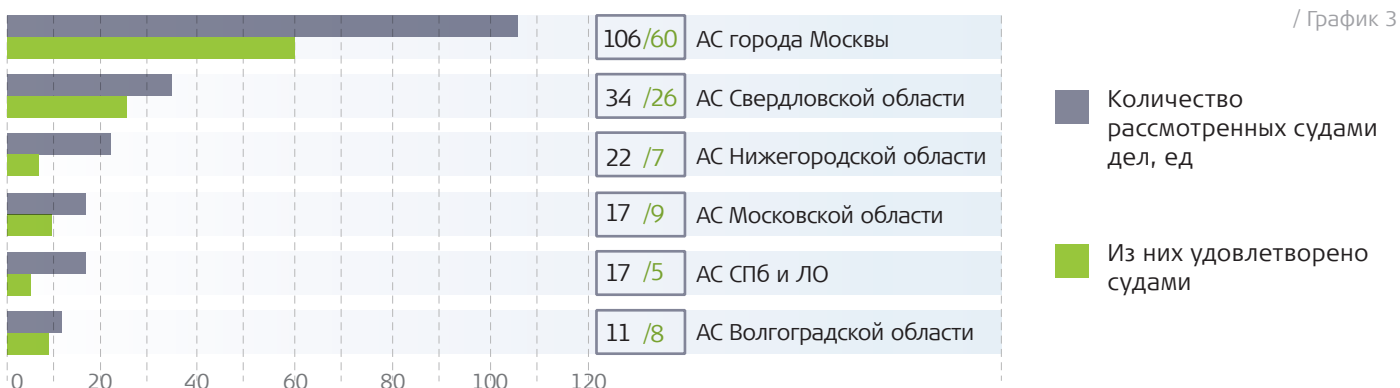 / График 3
106/60 АС города Москвы
34 /26 АС Свердловской области
22 /7 АС Нижегородской области
17 /9 АС Московской области
17 /5 АС СПб и ЛО
11 /8 АС Волгоградской области
0 20 40 60 80 100 120
Количество
рассмотренных судами
дел, ед
Из них удовлетворено
судами